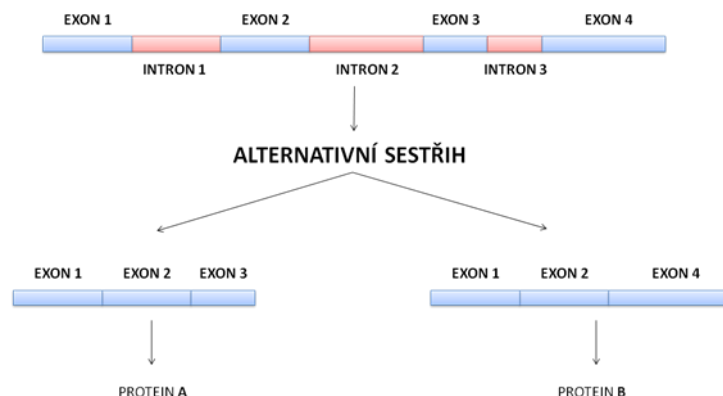 EXON 1 EXON 2 EXON 3 EXON 4
INTRON 1 INTRON 2 INTRON 3
ALTERNATIVNÍ SESTŘIH
EXON 1 EXON 2 EXON 3
EXON 1 EXON 2 EXON 4
PROTEIN A
PROTEIN B